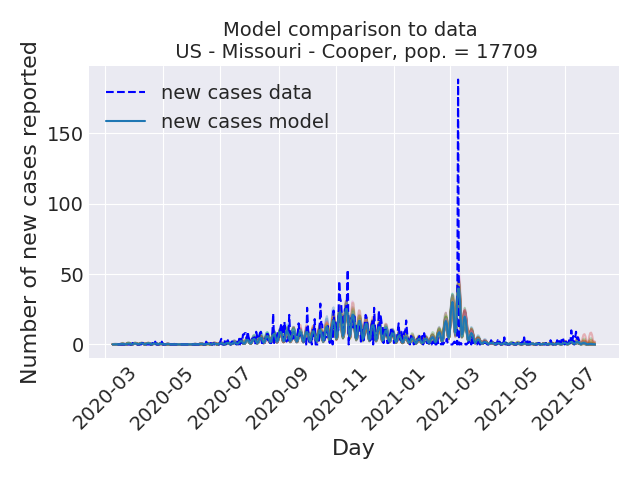 Model comparison to data
US - Missouri - Cooper, pop. = 17709
new cases data
new cases model
Number of new cases reported
150
100
50
0
2020-03
2020-05
2020-07
2020-09
2020-11
2021-01
2021-03
2021-05
2021-07
Day